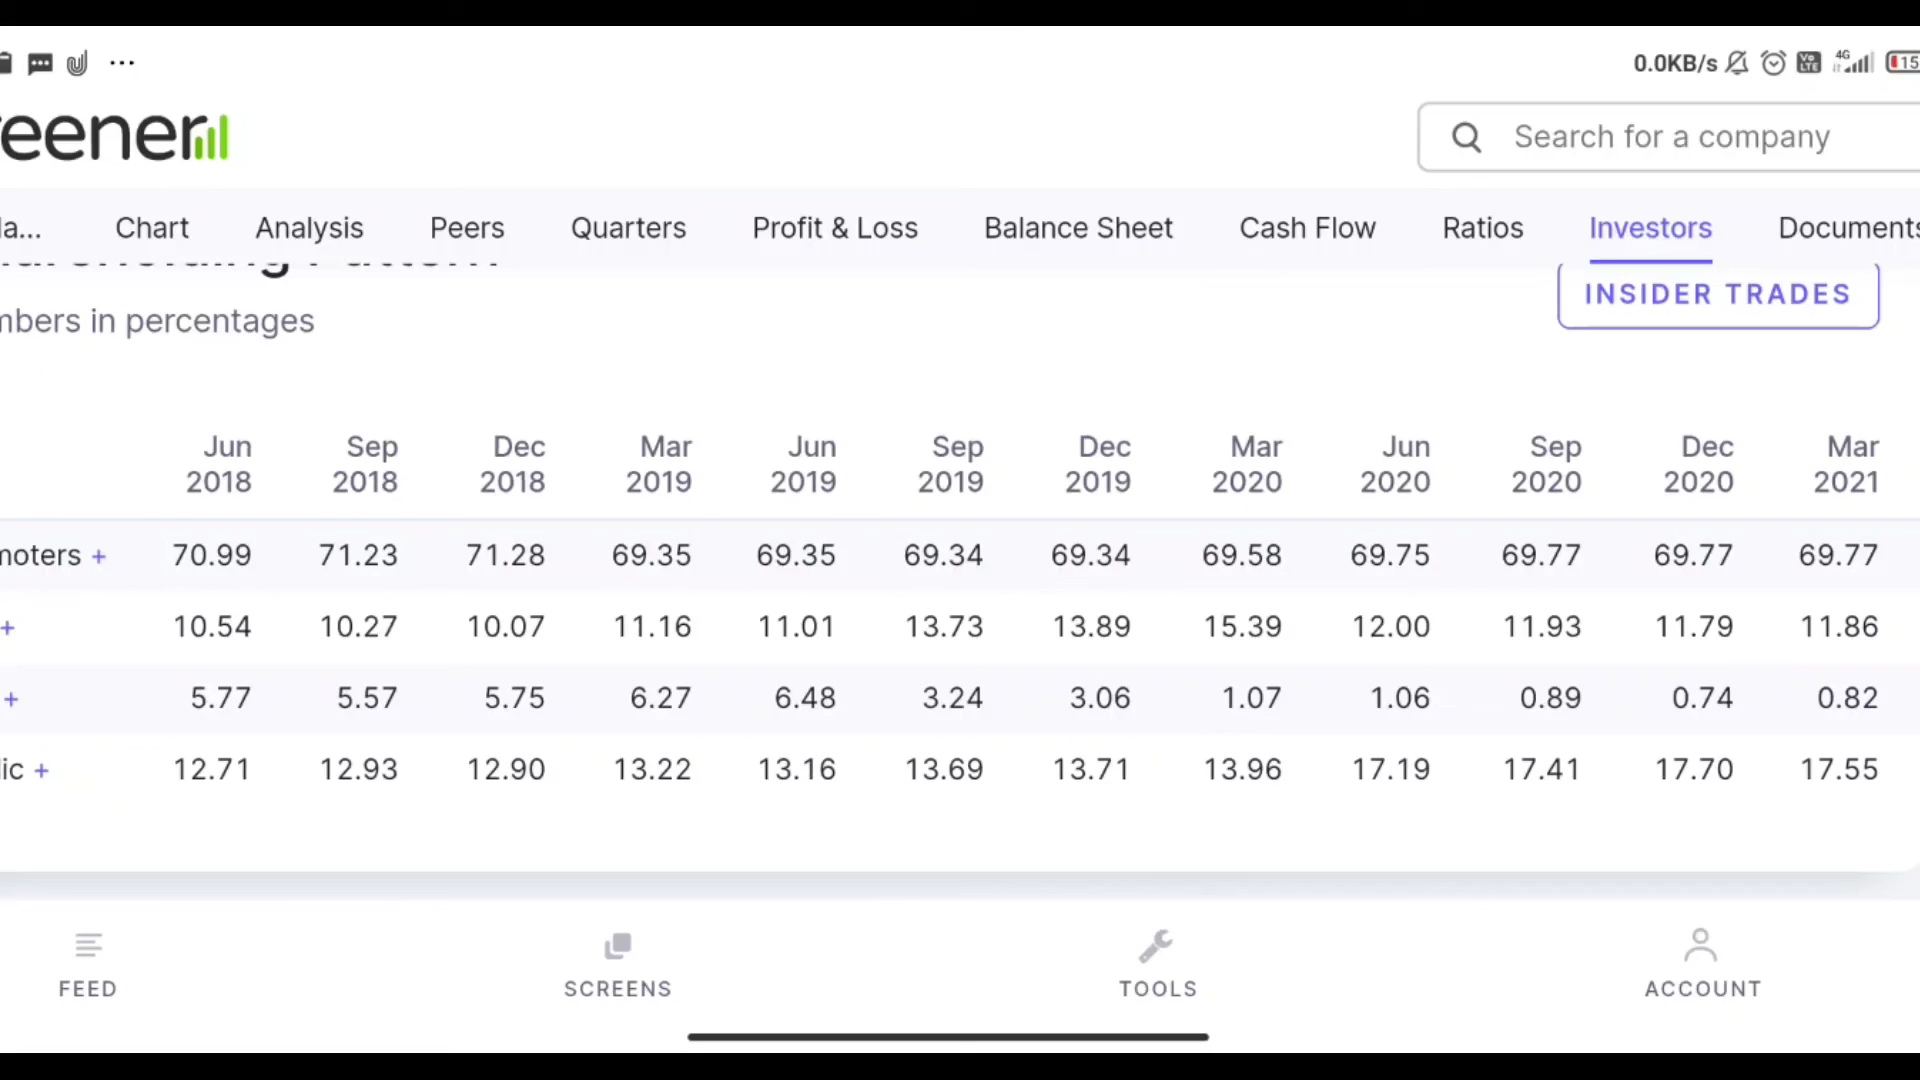 0.0KB/s 4G 15
reener
Search for a company
a... Chart Analysis Peers Quarters Profit & Loss Balance Sheet Cash Flow Ratios Investors Documents
INSIDER TRADES
mbers in percentages
Jun Sep Dec Mar Jun Sep Dec Mar Jun Sep Dec Mar
2018 2018 2018 2019 2019 2019 2019 2020 2020 2020 2020 2021
moters + 70.99 71.23 71.28 69.35 69.35 69.34 69.34 69.58 69.75 69.77 69.77 69.77
+ 10.54 10.27 10.07 11.16 11.01 13.73 13.89 15.39 12.00 11.93 11.79 11.86
+ 5.77 5.57 5.75 6.27 6.48 3.24 3.06 1.07 1.06 0.89 0.74 0.82
lic + 12.71 12.93 12.90 13.22 13.16 13.69 13.71 13.96 17.19 17.41 17.70 17.55
FEED SCREENS TOOLS ACCOUNT